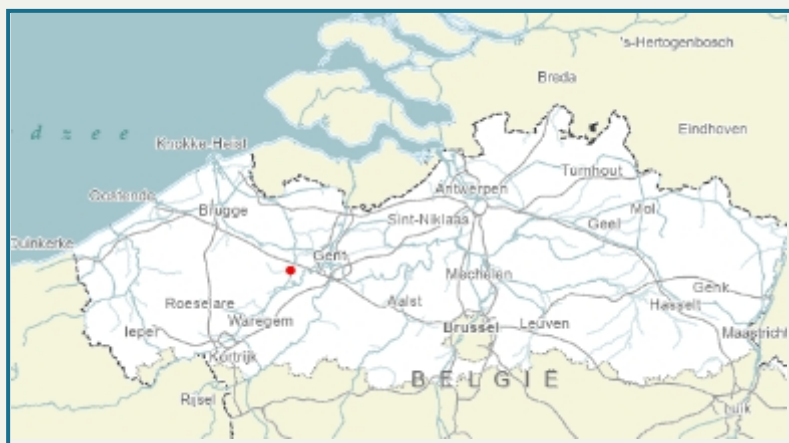 's-Hertogenbosch
Breda
Eindhoven
d z e e
Knokke-Heist
Turnhout
Antwerpen
Oostende
Brugge
Sint-Niklaas
Geel
Mol
Duinkerke
Gent
Mechelen
Genk
Roeselare
Aalst
Hasselt
Ieper
Waregem
Brussel
Leuven
Maastricht
Kortrijk
BELGIË
Rijsel
Luik